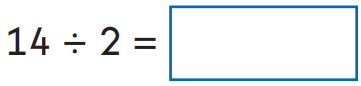 14 ÷ 2 =